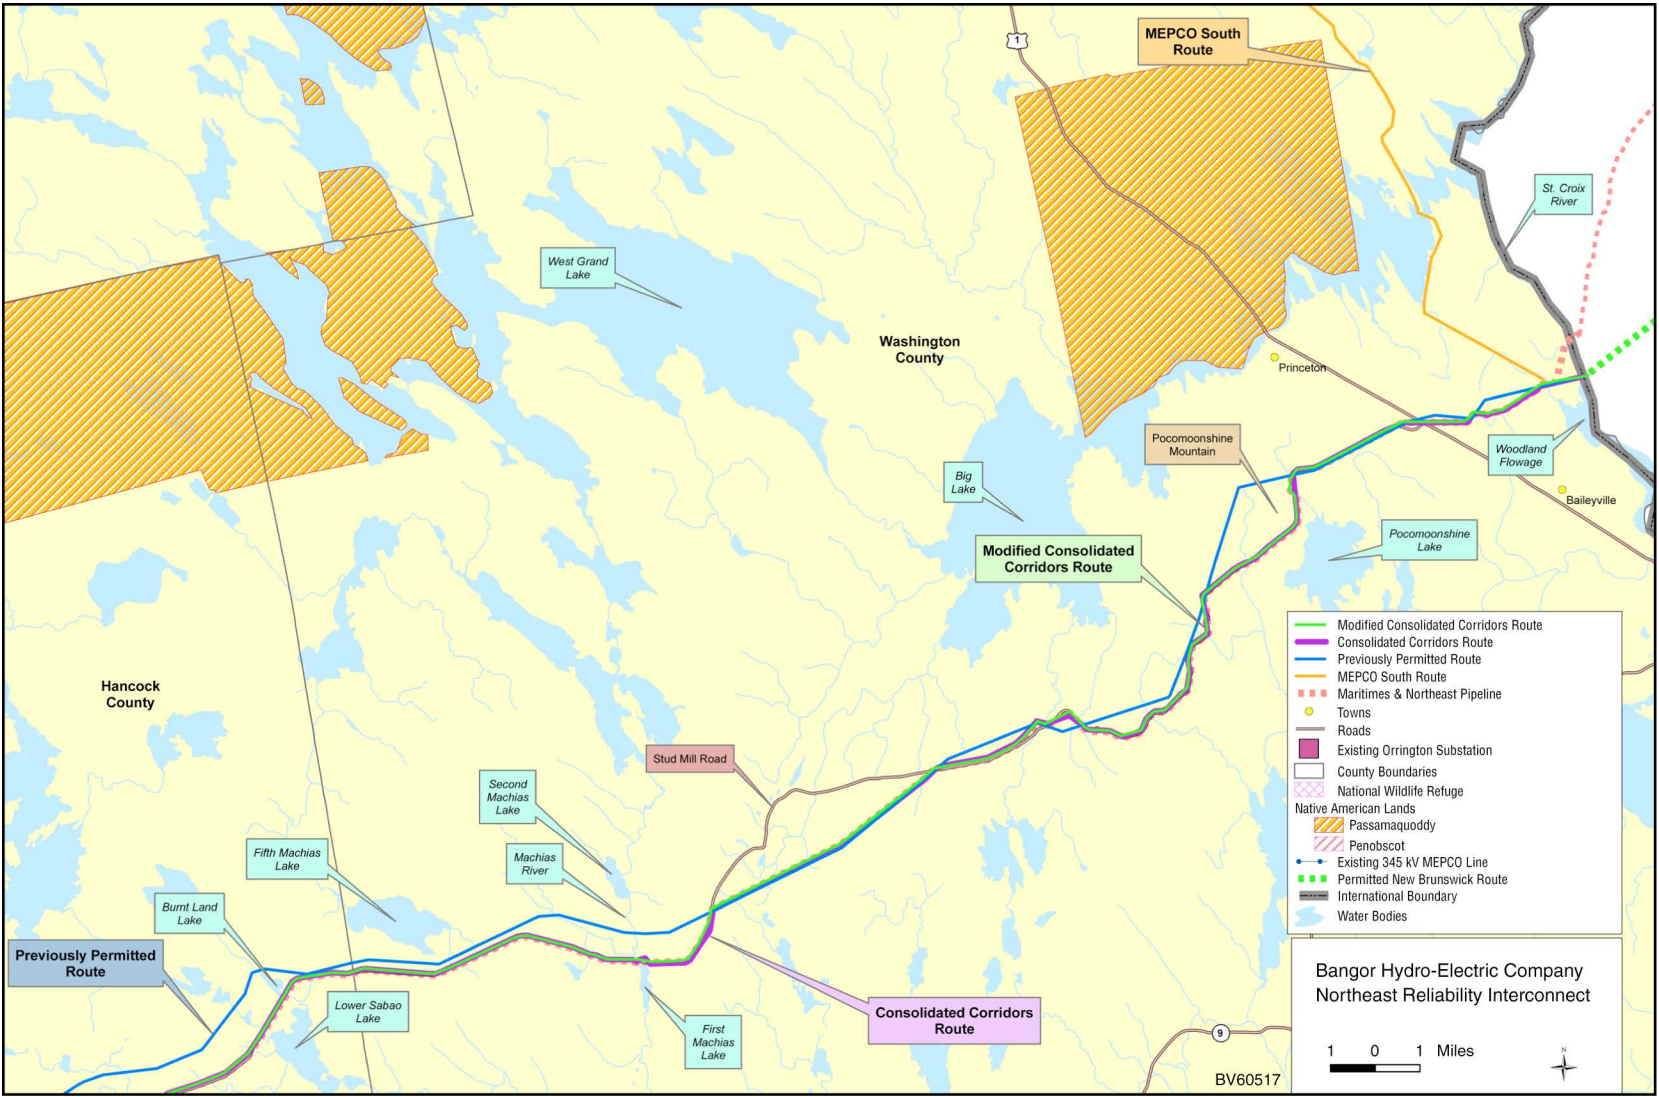 MEPCO South
Route
1
St. Croix
River
West Grand
Lake
Washington
County
Princeton
Pocomoonshine
Mountain
Woodland
Flowage
Big
Lake
Baileyville
Pocomoonshine
Lake
Modified Consolidated
Corridors Route
Hancock
County
Stud Mill Road
Second
Machias
Lake
Machias
River
Fifth Machias
Lake
Burnt Land
Lake
Previously Permitted
Route
Lower Sabao
Lake
First
Machias
Lake
Consolidated Corridors
Route
9
BV60517
Modified Consolidated Corridors Route
Consolidated Corridors Route
Previously Permitted Route
MEPCO South Route
Maritimes & Northeast Pipeline
Towns
Roads
Existing Orrington Substation
County Boundaries
National Wildlife Refuge
Native American Lands
Passamaquoddy
Penobscot
Existing 345 kV MEPCO Line
Permitted New Brunswick Route
International Boundary
Water Bodies
Bangor Hydro-Electric Company
Northeast Reliability Interconnect
1 0 1 Miles
N